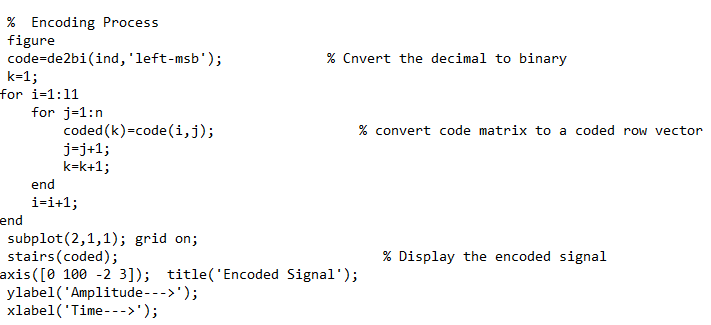 %  Encoding Process
figure
code=de2bi(ind,'left-msb');             % Cnvert the decimal to binary
k=1;
for i=1:l1
    for j=1:n
        coded(k)=code(i,j);                  % convert code matrix to a coded row vector
        j=j+1;
        k=k+1;
    end
    i=i+1;
end
 subplot(2,1,1); grid on;
 stairs(coded);                                 % Display the encoded signal
axis([0 100 -2 3]);  title('Encoded Signal');
 ylabel('Amplitude--->');
 xlabel('Time--->');